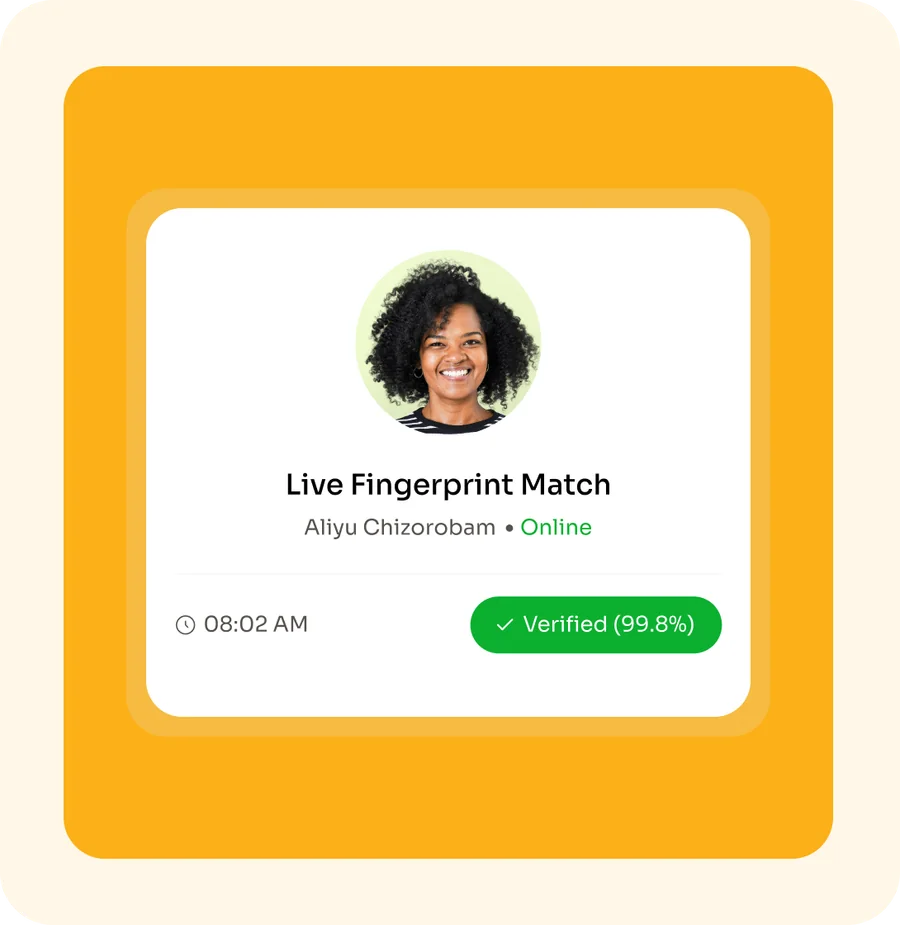 Live Fingerprint Match
Aliyu Chizorobam • Online
08:02 AM
Verified (99.8%)